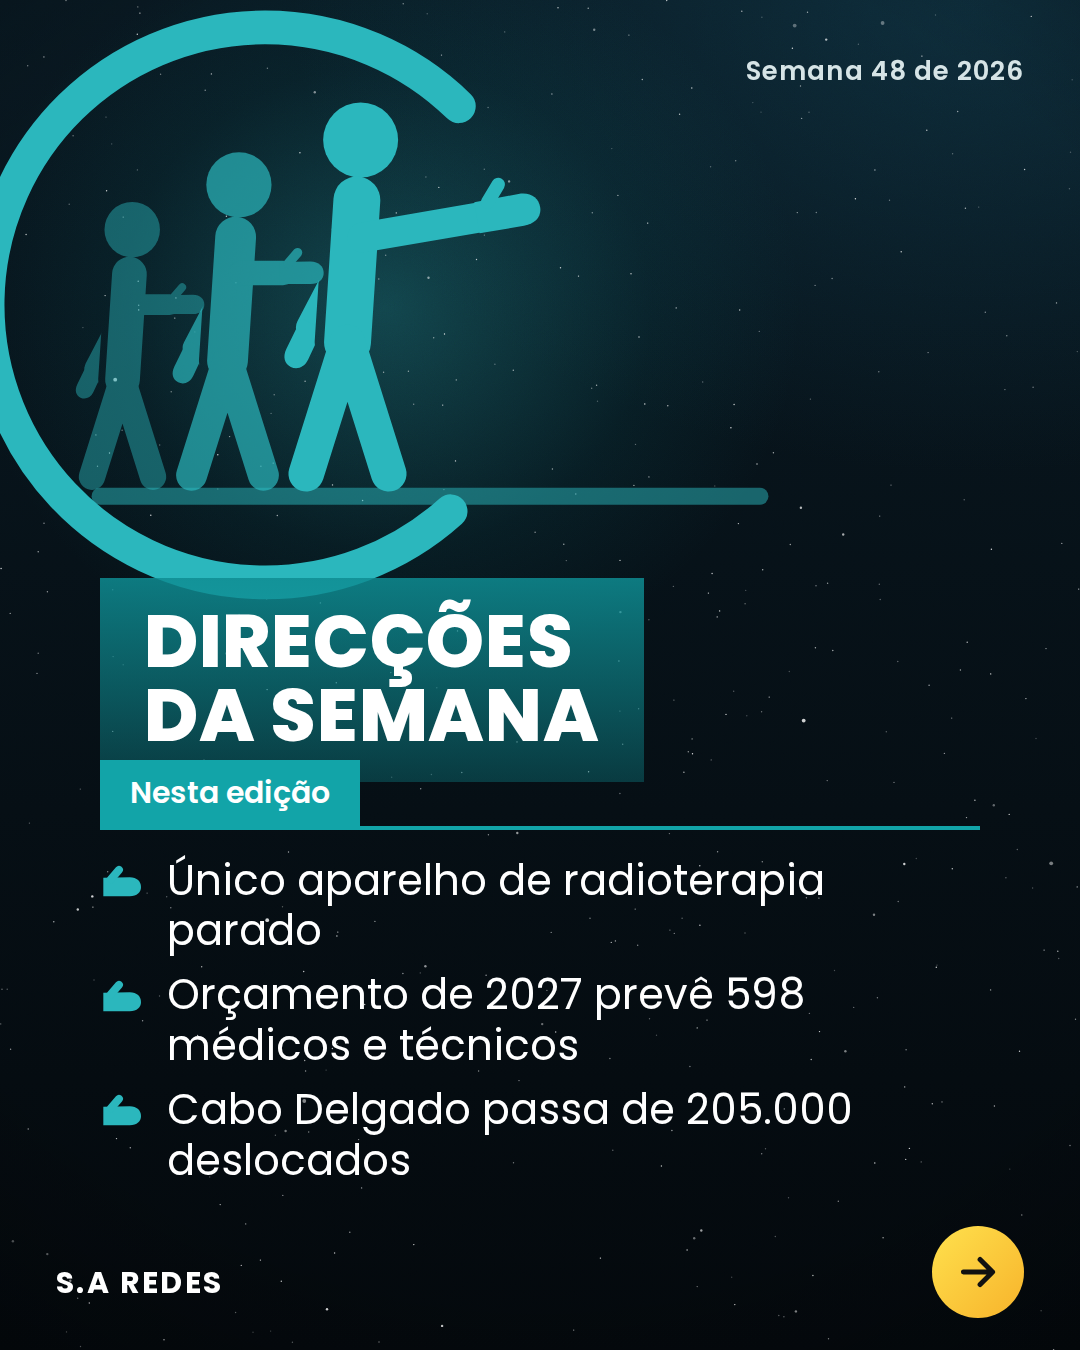 Semana 48 de 2026
DIRECÇÕES
DA SEMANA
Nesta edição
Único aparelho de radioterapia
parado
Orçamento de 2027 prevê 598
médicos e técnicos
Cabo Delgado passa de 205.000
deslocados
S.A REDES